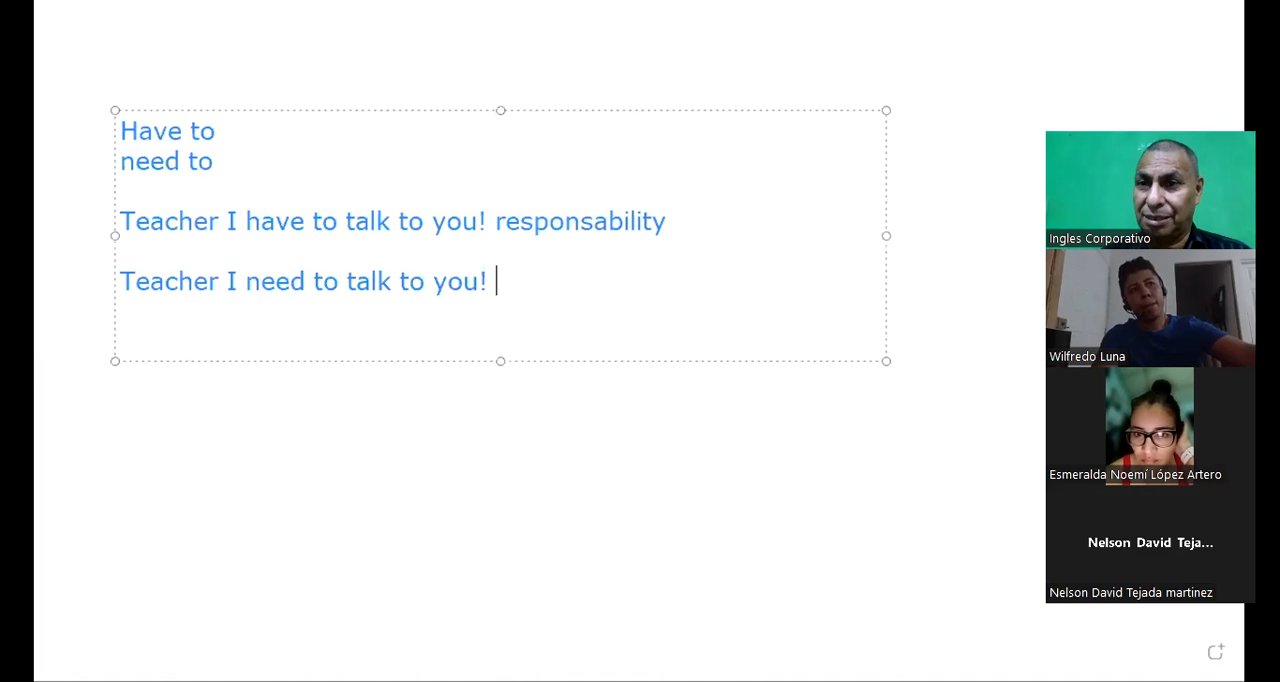 Have to
need to
Teacher I have to talk to you! responsability
Teacher I need to talk to you!
Ingles Corporativo
Wilfredo Luna
Esmeralda Noemí López Artero
Nelson David Teja...
Nelson David Tejada martinez